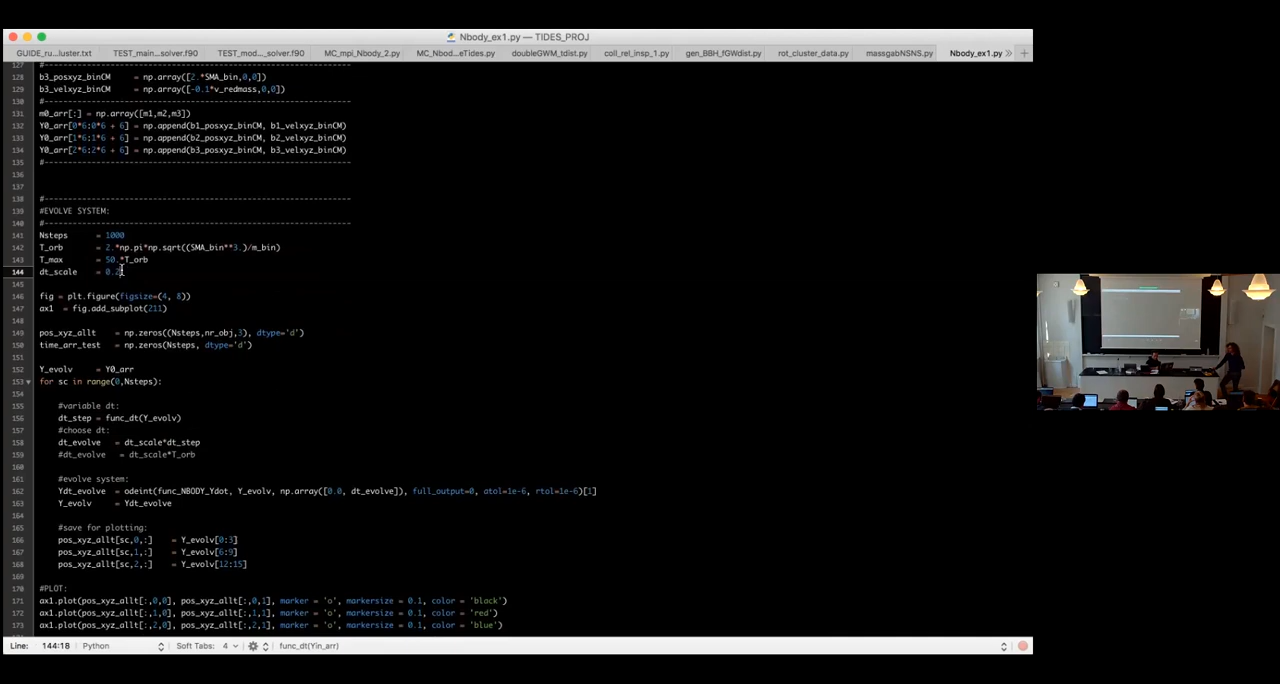 Nbody_ex1.py — TIDES_PROJ
GUIDE_ru...luster.txt TEST_main...solver.f90 TEST_mod..._solver.f90 MC_mpi_Nbody_2.py MC_Nbod...eTides.py doubleGWM_tdist.py coll_rel_insp_1.py gen_BBH_fGWdist.py rot_cluster_data.py massgabNSNS.py Nbody_ex1.py »
127 #----------------------------------------------------------------
128 b3_posxyz_binCM = np.array([2.*SMA_bin,0,0])
129 b3_velxyz_binCM = np.array([-0.1*v_redmass,0,0])
130 #----------------------------------------------------------------
131 m0_arr[:] = np.array([m1,m2,m3])
132 Y0_arr[0*6:0*6 + 6] = np.append(b1_posxyz_binCM, b1_velxyz_binCM)
133 Y0_arr[1*6:1*6 + 6] = np.append(b2_posxyz_binCM, b2_velxyz_binCM)
134 Y0_arr[2*6:2*6 + 6] = np.append(b3_posxyz_binCM, b3_velxyz_binCM)
135 #----------------------------------------------------------------
136
137
138 #----------------------------------------------------------------
139 #EVOLVE SYSTEM:
140 #----------------------------------------------------------------
141 Nsteps = 1000
142 T_orb = 2.*np.pi*np.sqrt((SMA_bin**3.)/m_bin)
143 T_max = 50.*T_orb
144 dt_scale = 0.2
145
146 fig = plt.figure(figsize=(4, 8))
147 ax1 = fig.add_subplot(211)
148
149 pos_xyz_allt = np.zeros((Nsteps,nr_obj,3), dtype='d')
150 time_arr_test = np.zeros(Nsteps, dtype='d')
151
152 Y_evolv = Y0_arr
153 for sc in range(0,Nsteps):
154
155 #variable dt:
156 dt_step = func_dt(Y_evolv)
157 #choose dt:
158 dt_evolve = dt_scale*dt_step
159 #dt_evolve = dt_scale*T_orb
160
161 #evolve system:
162 Ydt_evolve = odeint(func_NBODY_Ydot, Y_evolv, np.array([0.0, dt_evolve]), full_output=0, atol=1e-6, rtol=1e-6)[1]
163 Y_evolv = Ydt_evolve
164
165 #save for plotting:
166 pos_xyz_allt[sc,0,:] = Y_evolv[0:3]
167 pos_xyz_allt[sc,1,:] = Y_evolv[6:9]
168 pos_xyz_allt[sc,2,:] = Y_evolv[12:15]
169
170 #PLOT:
171 ax1.plot(pos_xyz_allt[:,0,0], pos_xyz_allt[:,0,1], marker = 'o', markersize = 0.1, color = 'black')
172 ax1.plot(pos_xyz_allt[:,1,0], pos_xyz_allt[:,1,1], marker = 'o', markersize = 0.1, color = 'red')
173 ax1.plot(pos_xyz_allt[:,2,0], pos_xyz_allt[:,2,1], marker = 'o', markersize = 0.1, color = 'blue')
Line: 144:18 Python Soft Tabs: 4 func_dt(Yin_arr)